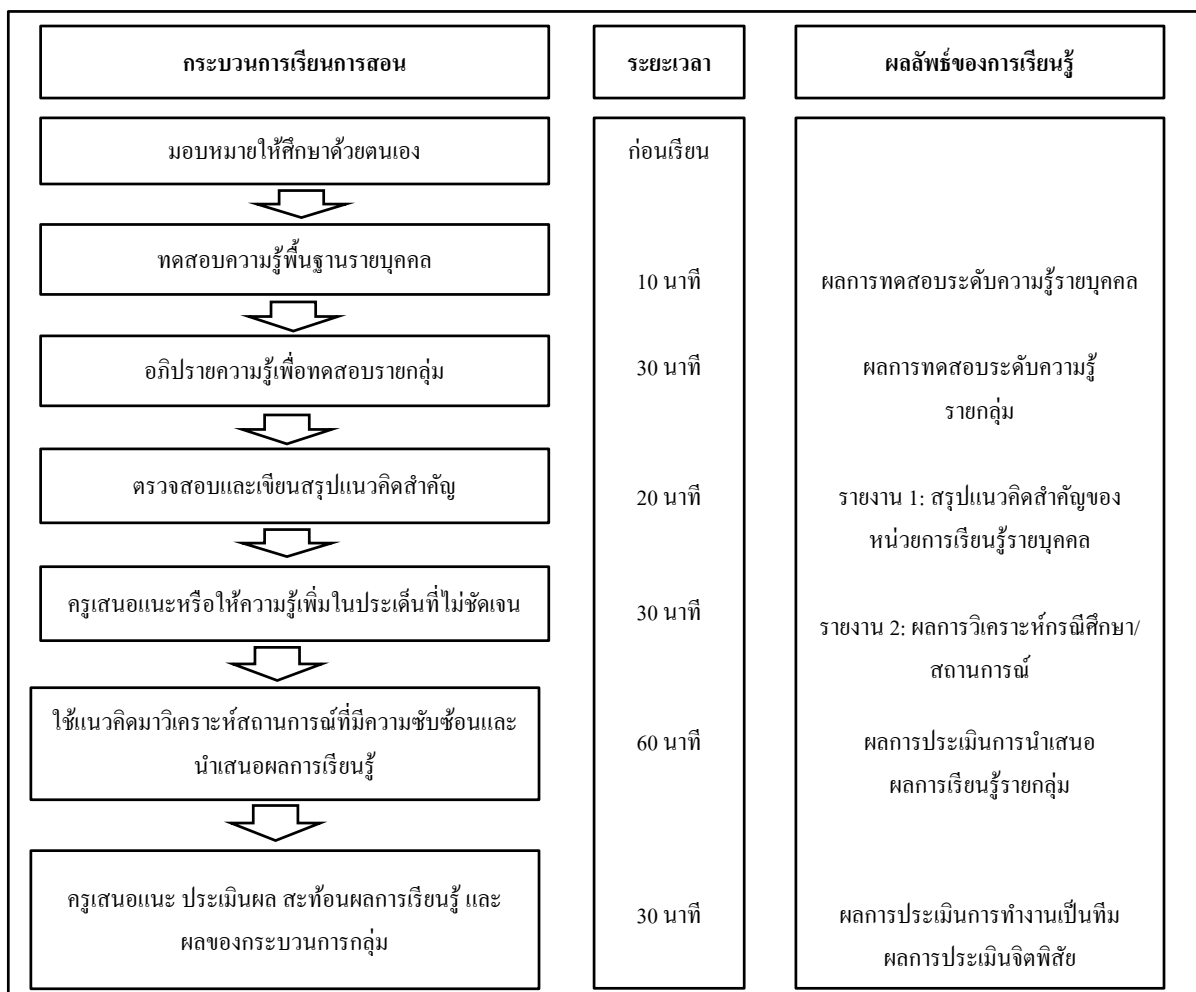 กระบวนการเรียนการสอน
ระยะเวลา
ผลลัพธ์ของการเรียนรู้
มอบหมายให้ศึกษาด้วยตนเอง
ก่อนเรียน
ทดสอบความรู้พื้นฐานรายบุคคล
10 นาที
ผลการทดสอบระดับความรู้รายบุคคล
อภิปรายความรู้เพื่อทดสอบรายกลุ่ม
30 นาที
ผลการทดสอบระดับความรู้
รายกลุ่ม
ตรวจสอบและเขียนสรุปแนวคิดสำคัญ
20 นาที
รายงาน 1: สรุปแนวคิดสำคัญของ
หน่วยการเรียนรู้รายบุคคล
ครูเสนอแนะหรือให้ความรู้เพิ่มในประเด็นที่ไม่ชัดเจน
30 นาที
รายงาน 2: ผลการวิเคราะห์กรณีศึกษา/
สถานการณ์
ใช้แนวคิดมาวิเคราะห์สถานการณ์ที่มีความซับซ้อนและ
นำเสนอผลการเรียนรู้
60 นาที
ผลการประเมินการนำเสนอ
ผลการเรียนรู้รายกลุ่ม
ครูเสนอแนะ ประเมินผล สะท้อนผลการเรียนรู้ และ
ผลของกระบวนการกลุ่ม
30 นาที
ผลการประเมินการทำงานเป็นทีม
ผลการประเมินจิตพิสัย